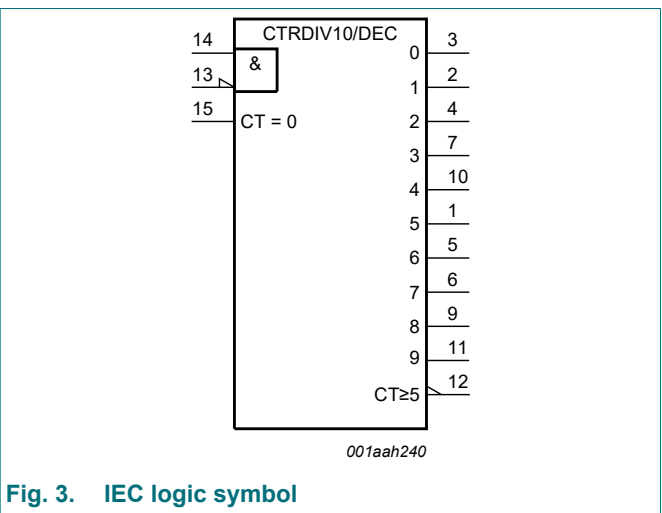 CTRDIV10/DEC
14 & 0 3
13 1 2
15 CT = 0 2 4
3 7
4 10
5 1
6 5
7 6
8 9
9 11
CT≥5 12
001aah240
Fig. 3. IEC logic symbol